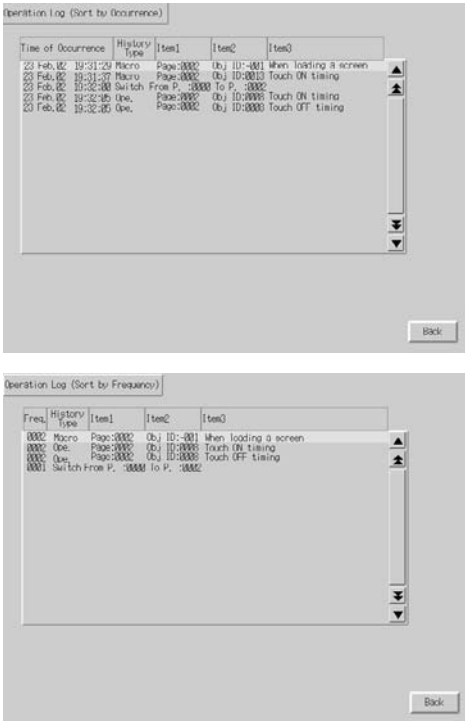 Operation Log (Sort by Occurrence)
Time of Occurrence History Type Item1 Item2 Item3
23 Feb.02 19:31:29 Macro Page:0002 Obj ID:-001 When loading a screen
23 Feb.02 19:31:37 Macro Page:0002 Obj ID:0013 Touch ON timing
23 Feb.02 19:32:00 Switch From P. :0000 To P. :0002
23 Feb.02 19:32:05 Ope. Page:0002 Obj ID:0008 Touch ON timing
23 Feb.02 19:32:05 Ope. Page:0002 Obj ID:0008 Touch OFF timing
Back
Operation Log (Sort by Frequency)
Freq. History Type Item1 Item2 Item3
0002 Macro Page:0002 Obj ID:-001 When loading a screen
0002 Ope. Page:0002 Obj ID:0008 Touch ON timing
0002 Ope. Page:0002 Obj ID:0008 Touch OFF timing
0001 Switch From P. :0000 To P. :0002
Back